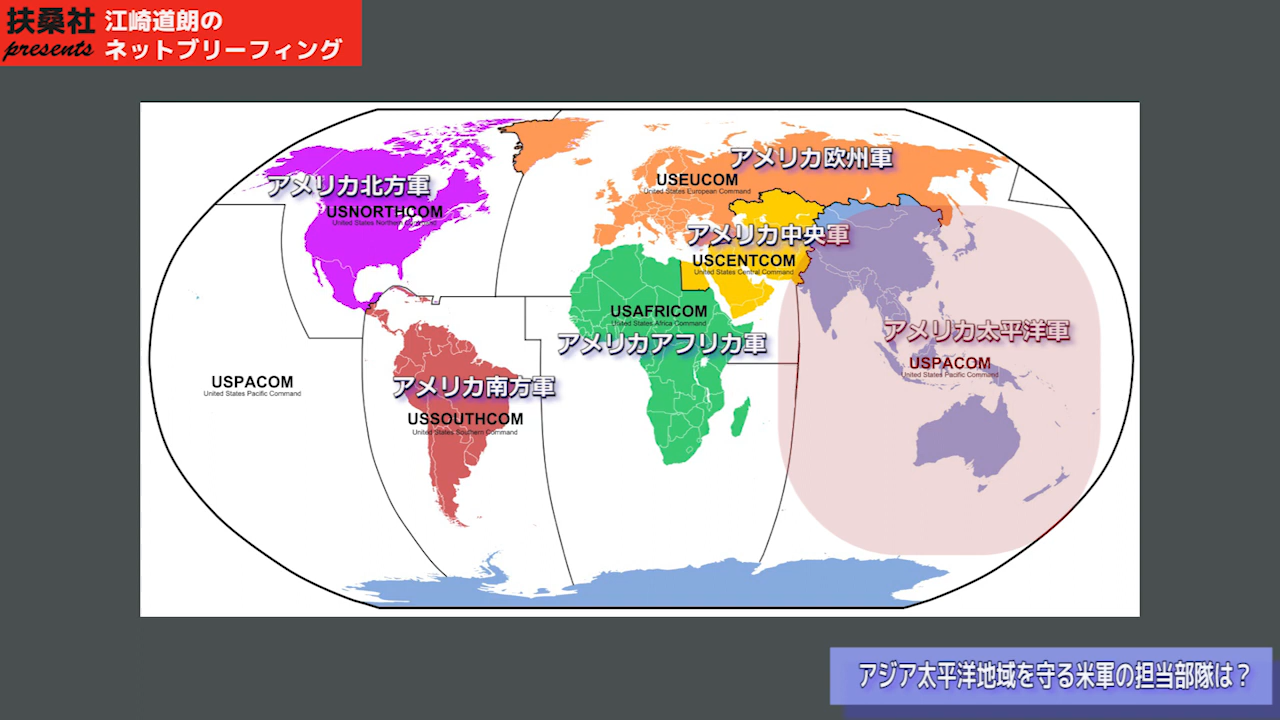 扶桑社
presents
江崎道朗の
ネットブリーフィング
アメリカ欧州軍
USEUCOM
United States European Command
アメリカ北方軍
USNORTHCOM
United States Northern Command
アメリカ中央軍
USCENTCOM
United States Central Command
USAFRICOM
United States Africa Command
アメリカアフリカ軍
アメリカ太平洋軍
USPACOM
United States Pacific Command
USPACOM
United States Pacific Command
アメリカ南方軍
USSOUTHCOM
United States Southern Command
アジア太平洋地域を守る米軍の担当部隊は？